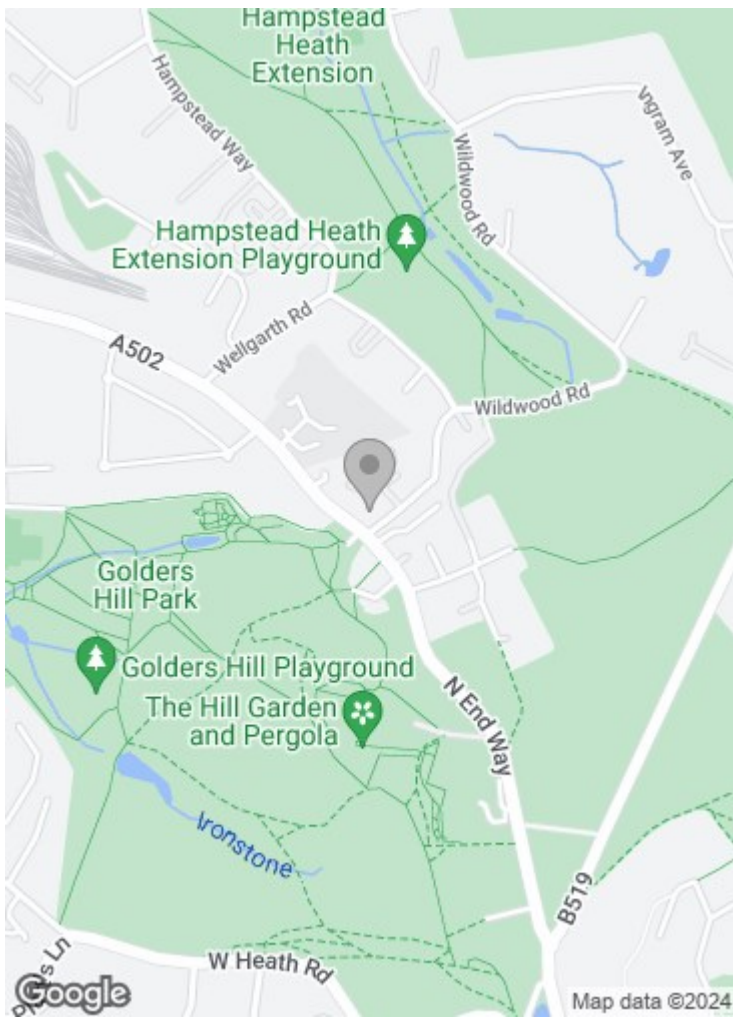 Hampstead
Heath
Extension
Hampstead Way
Wildwood Rd
ngram Ave
Hampstead Heath
Extension Playground
Wellgarth Rd
A502
Wildwood Rd
Golders
Hill Park
Golders Hill Playground
The Hill Garden
and Pergola
N End Way
Ironstone
B519
W Heath Rd
Google
Map data ©2024